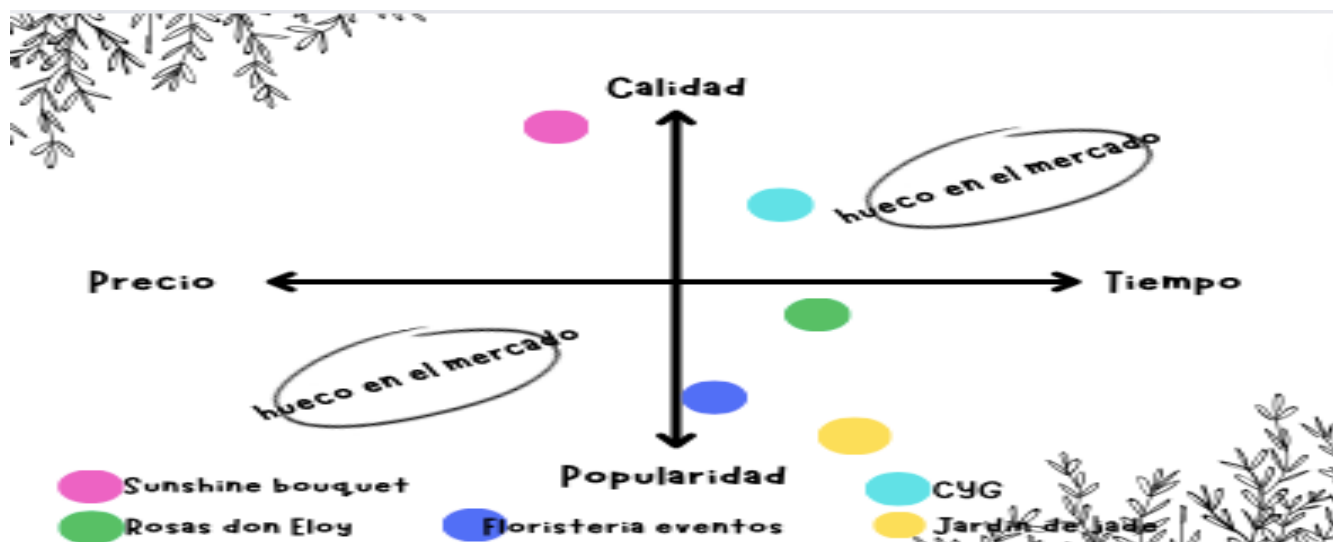 Calidad
hueco en el mercado
Precio
Tiempo
hueco en el mercado
Popularidad
Sunshine bouquet
CYG
Rosas don Eloy
Floristeria eventos
Jardin de jade